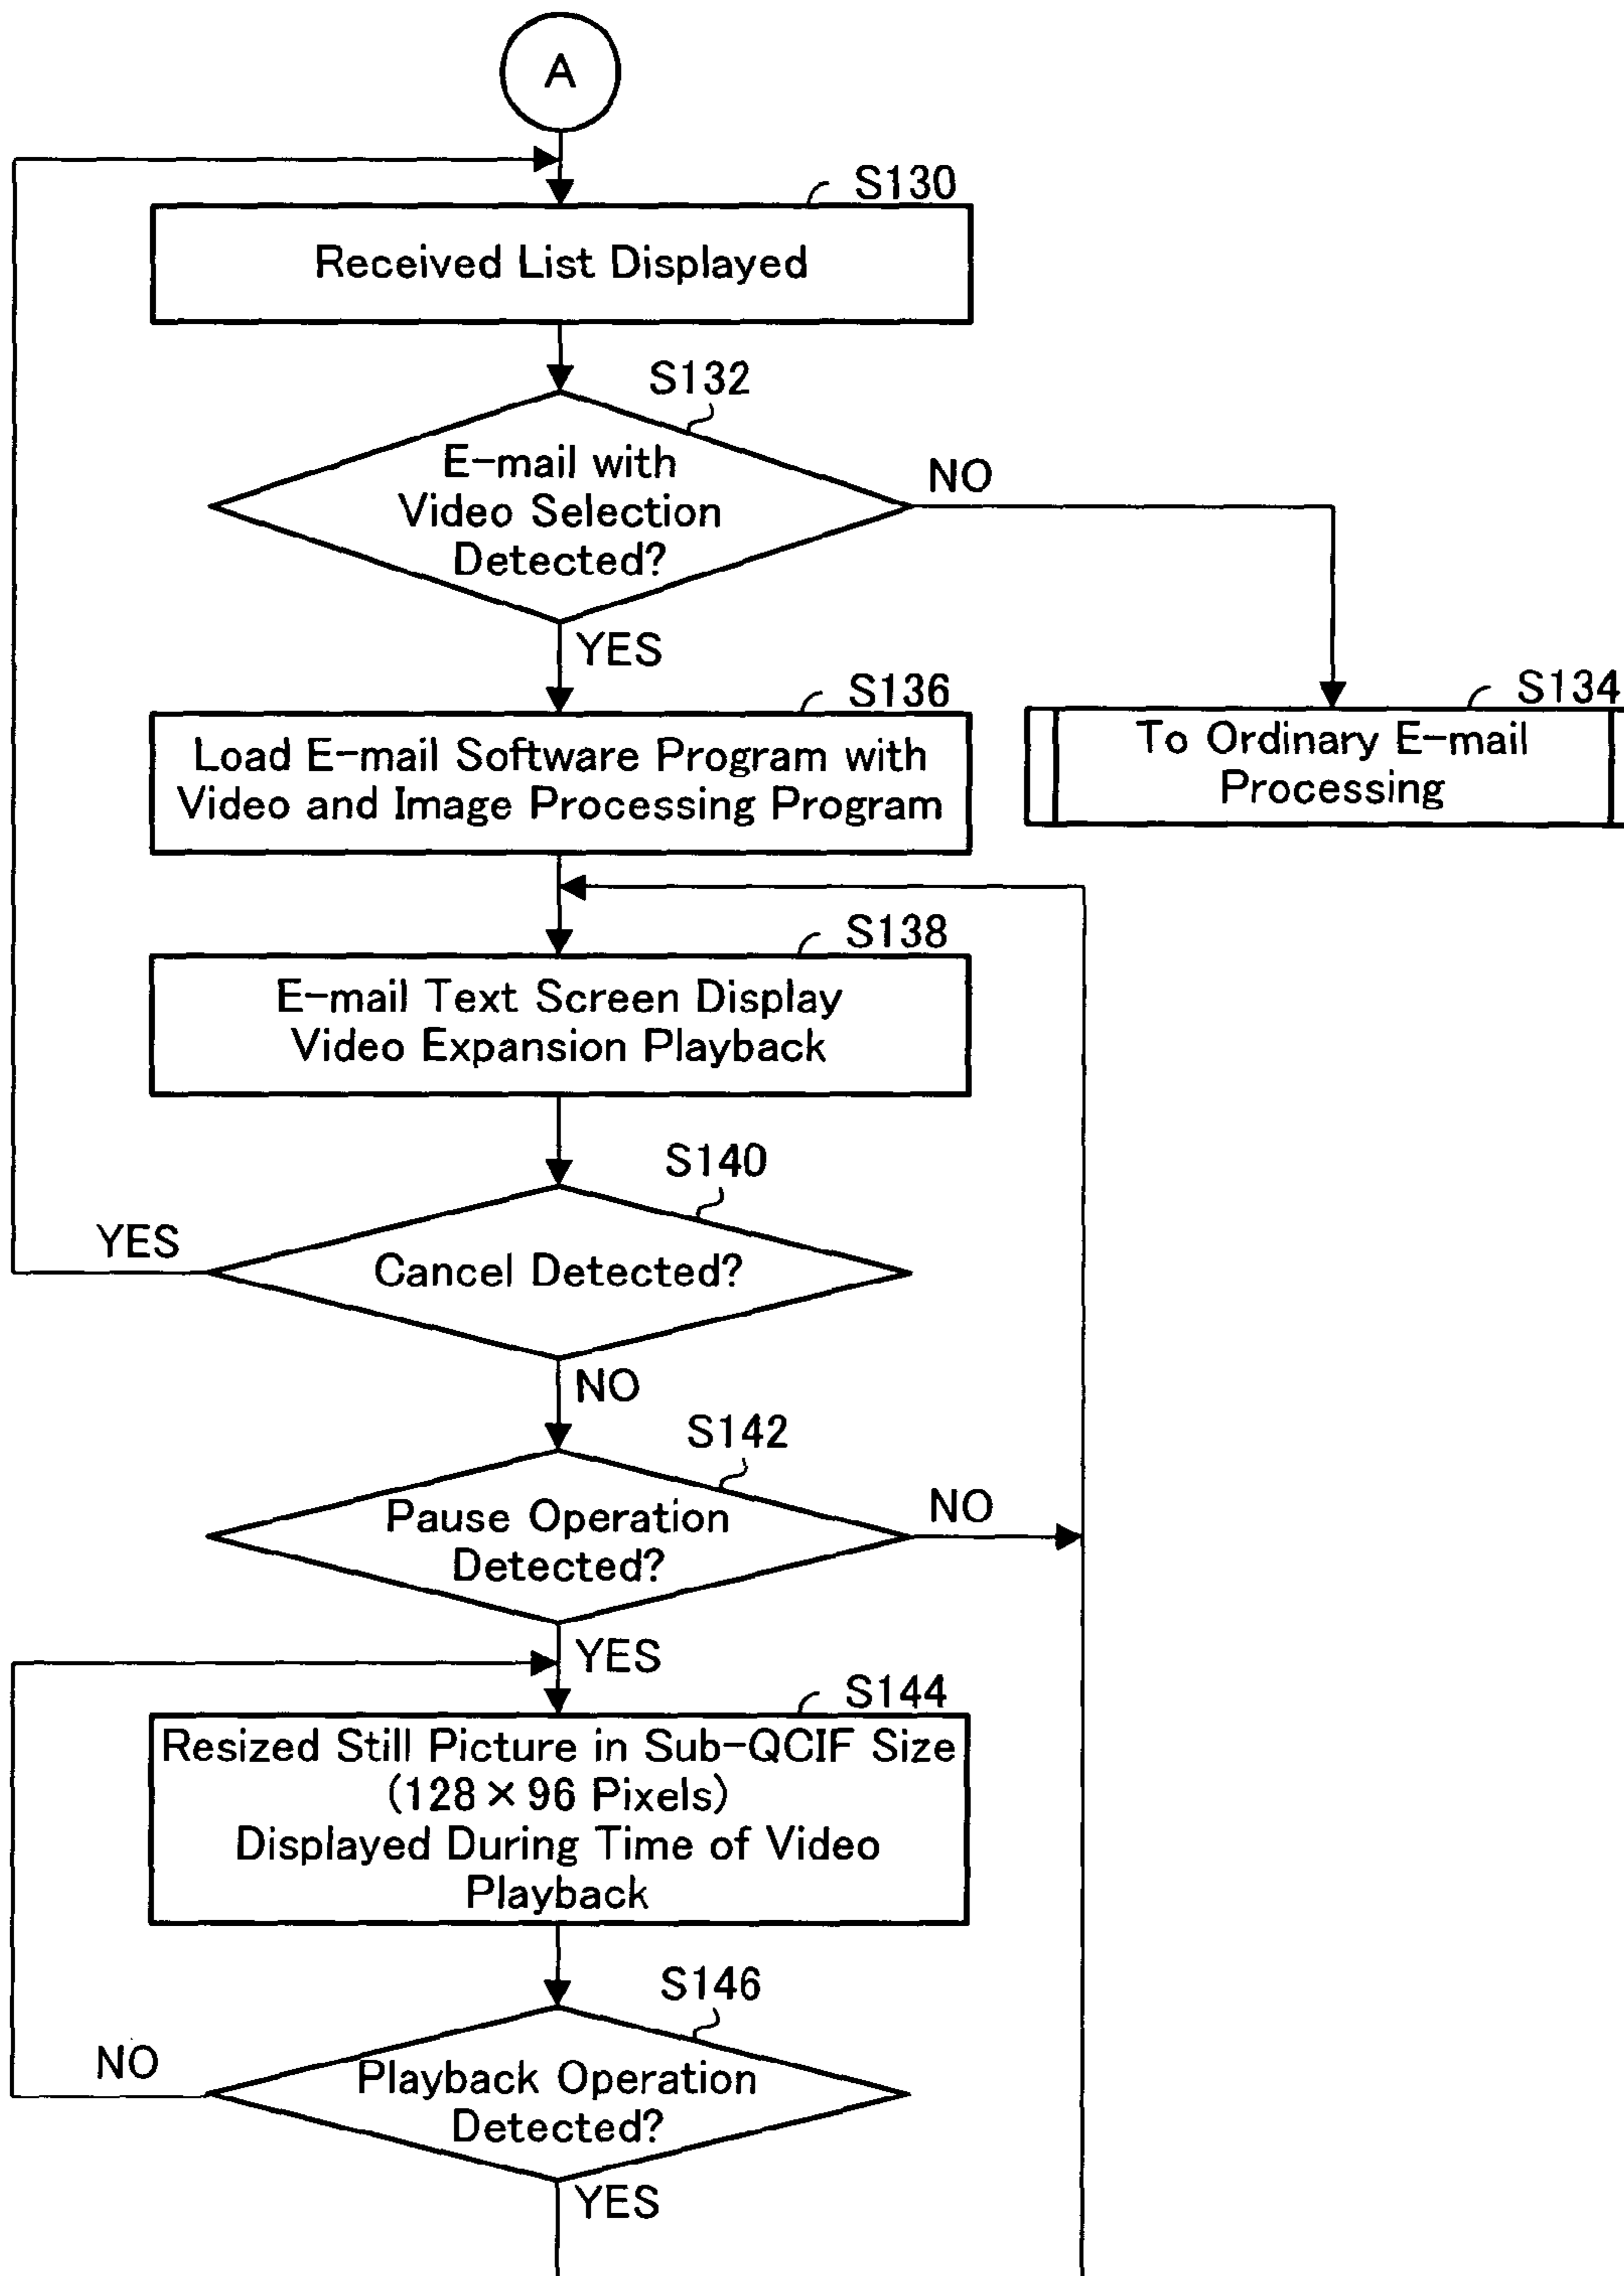 A
S130
Received List Displayed
S132
E-mail with
Video Selection
Detected?
NO
YES
S136
Load E-mail Software Program with
Video and Image Processing Program
S134
To Ordinary E-mail
Processing
S138
E-mail Text Screen Display
Video Expansion Playback
S140
YES
Cancel Detected?
NO
S142
Pause Operation
Detected?
NO
YES
S144
Resized Still Picture in Sub-QCIF Size
(128×96 Pixels)
Displayed During Time of Video
Playback
S146
NO
Playback Operation
Detected?
YES